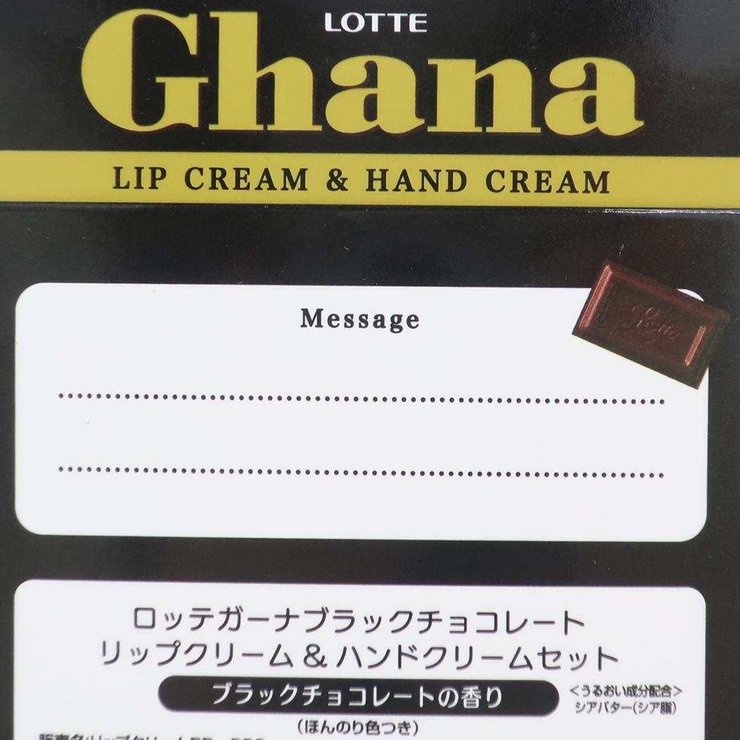 LOTTE
Ghana
LIP CREAM & HAND CREAM
Message
Lotte
ロッテガーナブラックチョコレート
リップクリーム&ハンドクリームセット
ブラックチョコレートの香り
<うるおい成分配合>
シアバター(シア脂)
(ほんのり色つき)